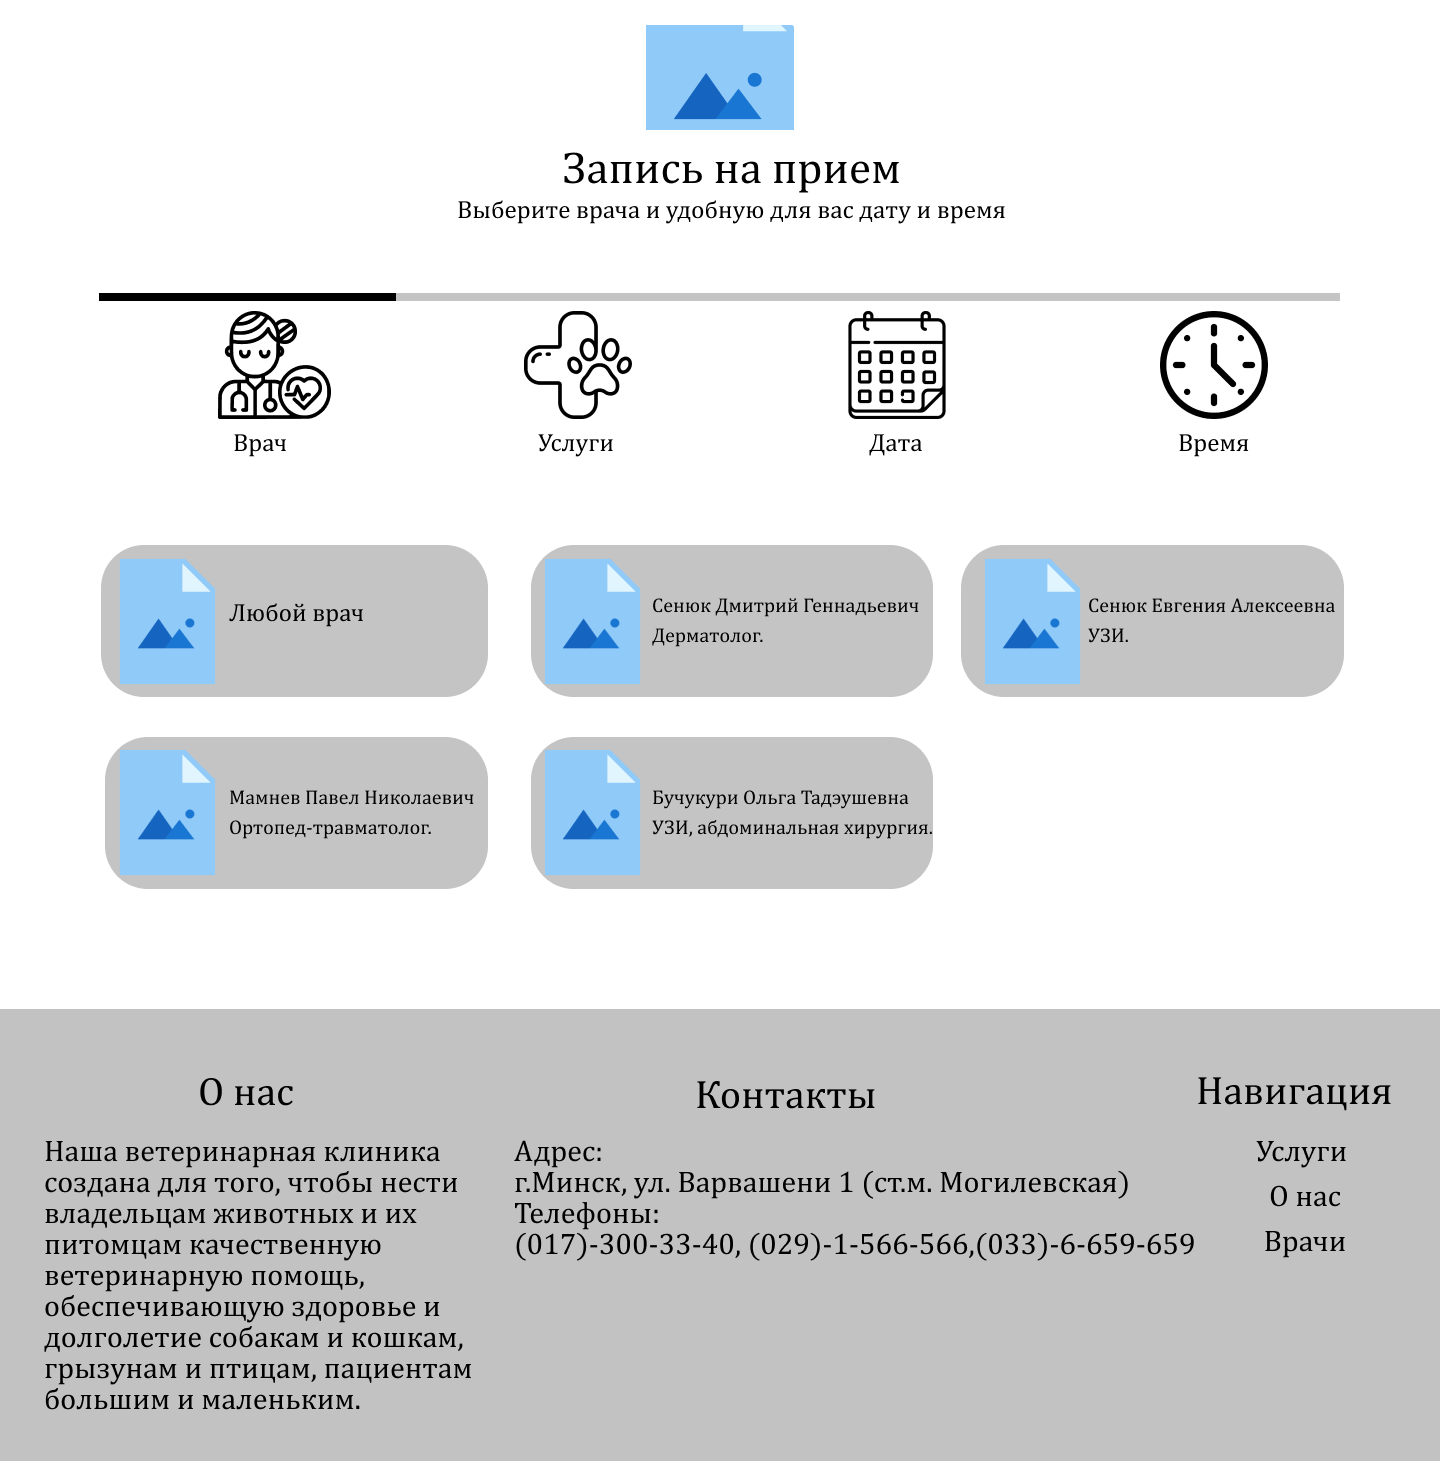 Запись на прием
Выберите врача и удобную для вас дату и время
Врач
Услуги
Дата
Время
Любой врач
Сенюк Дмитрий Геннадьевич
Дерматолог.
Сенюк Евгения Алексеевна
УЗИ.
Мамнев Павел Николаевич
Ортопед-травматолог.
Бучукури Ольга Тадэушевна
УЗИ, абдоминальная хирургия.
О нас
Наша ветеринарная клиника
создана для того, чтобы нести
владельцам животных и их
питомцам качественную
ветеринарную помощь,
обеспечивающую здоровье и
долголетие собакам и кошкам,
грызунам и птицам, пациентам
большим и маленьким.
Контакты
Адрес:
г.Минск, ул. Варвашени 1 (ст.м. Могилевская)
Телефоны:
(017)-300-33-40, (029)-1-566-566,(033)-6-659-659
Навигация
Услуги
О нас
Врачи